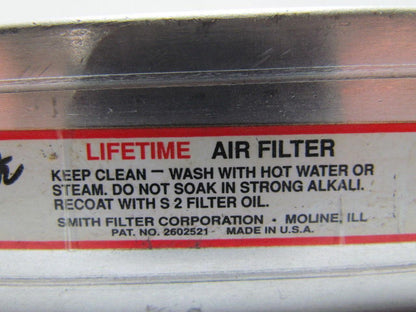 LIFETIME AIR FILTER
KEEP CLEAN — WASH WITH HOT WATER OR
STEAM. DO NOT SOAK IN STRONG ALKALI.
RECOAT WITH S 2 FILTER OIL.
SMITH FILTER CORPORATION • MOLINE, ILL
PAT. NO. 2602521 MADE IN U.S.A.